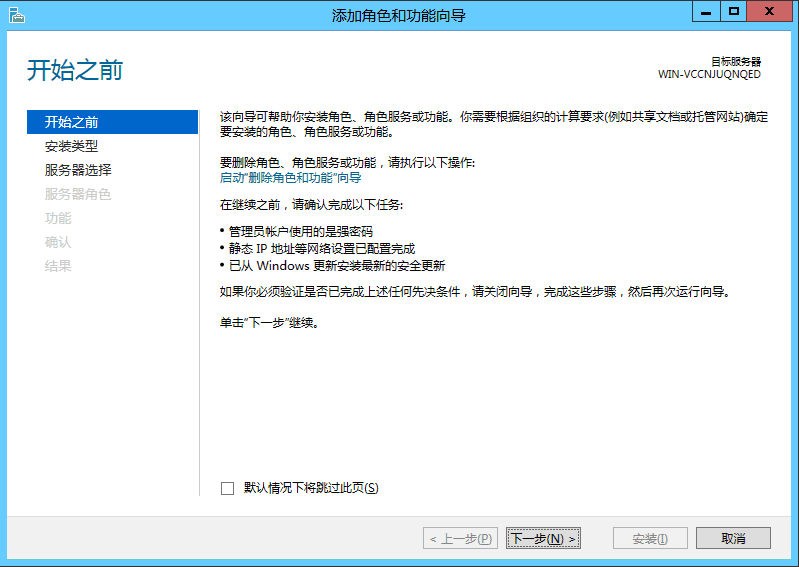 添加角色和功能向导
开始之前
目标服务器
WIN-VCCNJUQNQED
开始之前
安装类型
服务器选择
服务器角色
功能
确认
结果
该向导可帮助你安装角色、角色服务或功能。你需要根据组织的计算要求(例如共享文档或托管网站)确定
要安装的角色、角色服务或功能。
要删除角色、角色服务或功能，请执行以下操作:
启动"删除角色和功能"向导
在继续之前，请确认完成以下任务:
• 管理员帐户使用的是强密码
• 静态 IP 地址等网络设置已配置完成
• 已从 Windows 更新安装最新的安全更新
如果你必须验证是否已完成上述任何先决条件，请关闭向导，完成这些步骤，然后再次运行向导。
单击"下一步"继续。
默认情况下将跳过此页(S)
< 上一步(P)
下一步(N) >
安装(I)
取消